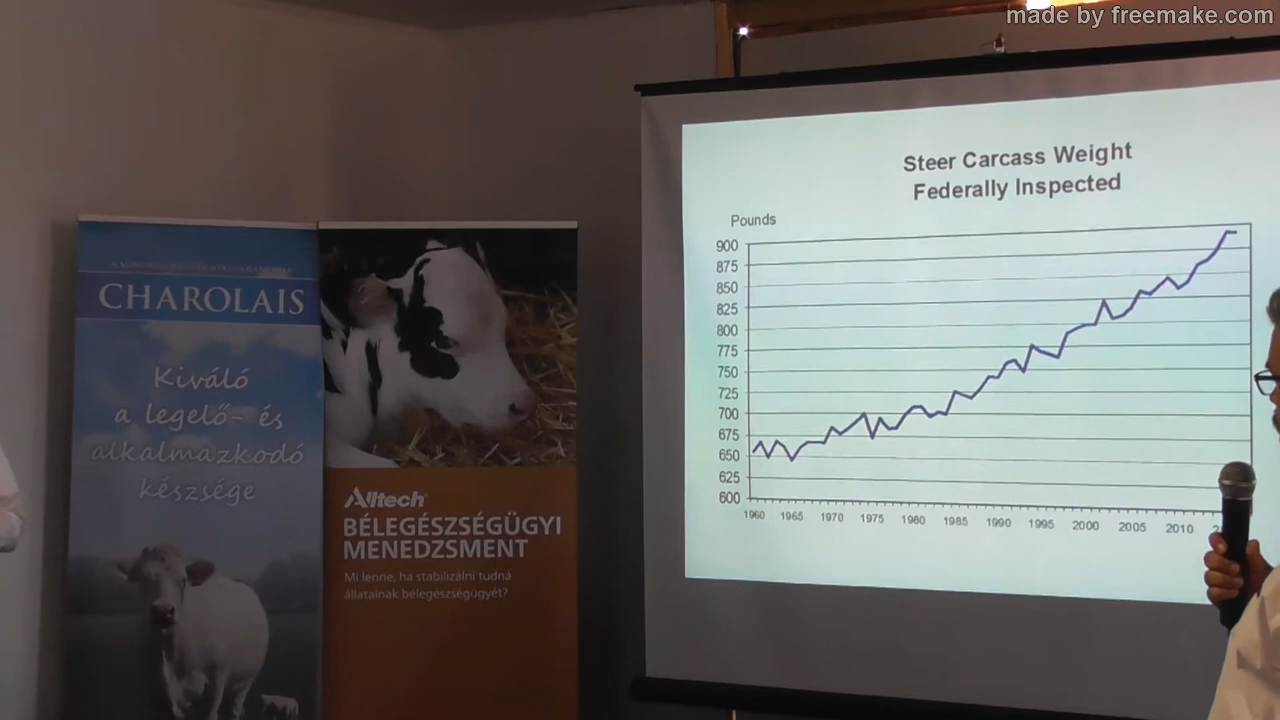 made by freemake.com
CHAROLAIS
Kiváló
a legelő- és
alkalmazkodó
készsége
Alltech
BÉLEGÉSZSÉGÜGYI
MENEDZSMENT
Mi lenne, ha stabilizálni tudná
állatainak bélegészségügyét?
Steer Carcass Weight
Federally Inspected
Pounds
900
875
850
825
800
775
750
725
700
675
650
625
600
1960 1965 1970 1975 1980 1985 1990 1995 2000 2005 2010